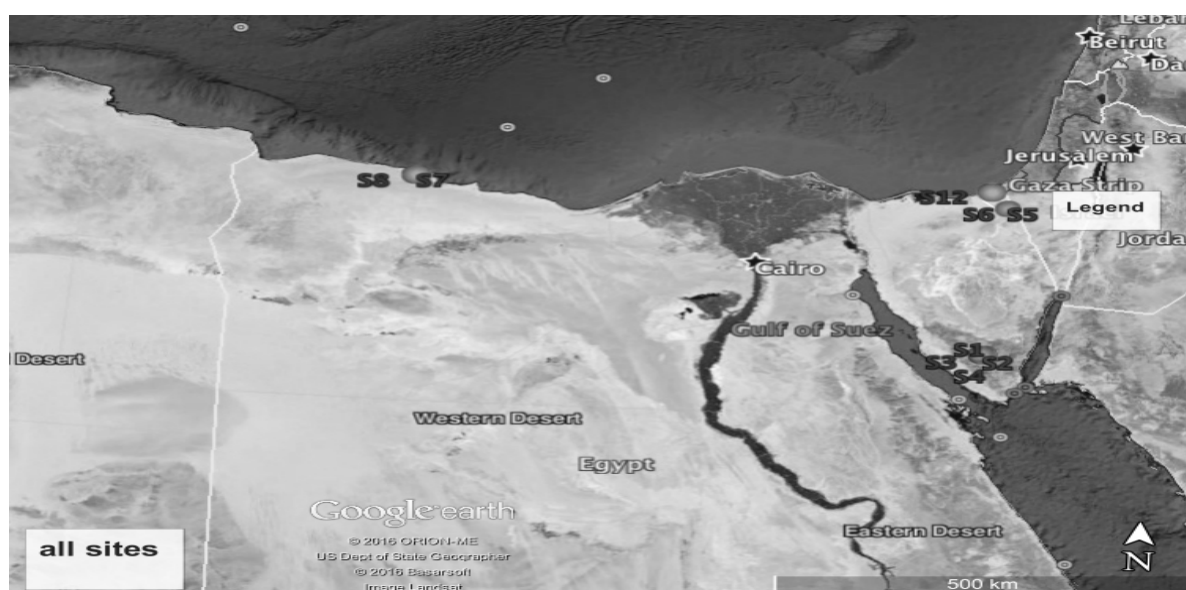 Beirut
West Ba
Jerusalem
S8 S7
S12
Gaza Strip
S6 S5
Legend
Jorda
Cairo
Gulf of Suez
S1
S3 S2
S4
Desert
Western Desert
Egypt
Google earth
Eastern Desert
all sites
© 2016 ORION-ME
US Dept of State Geographer
© 2016 Basarsoft
Image Landsat
N
500 km